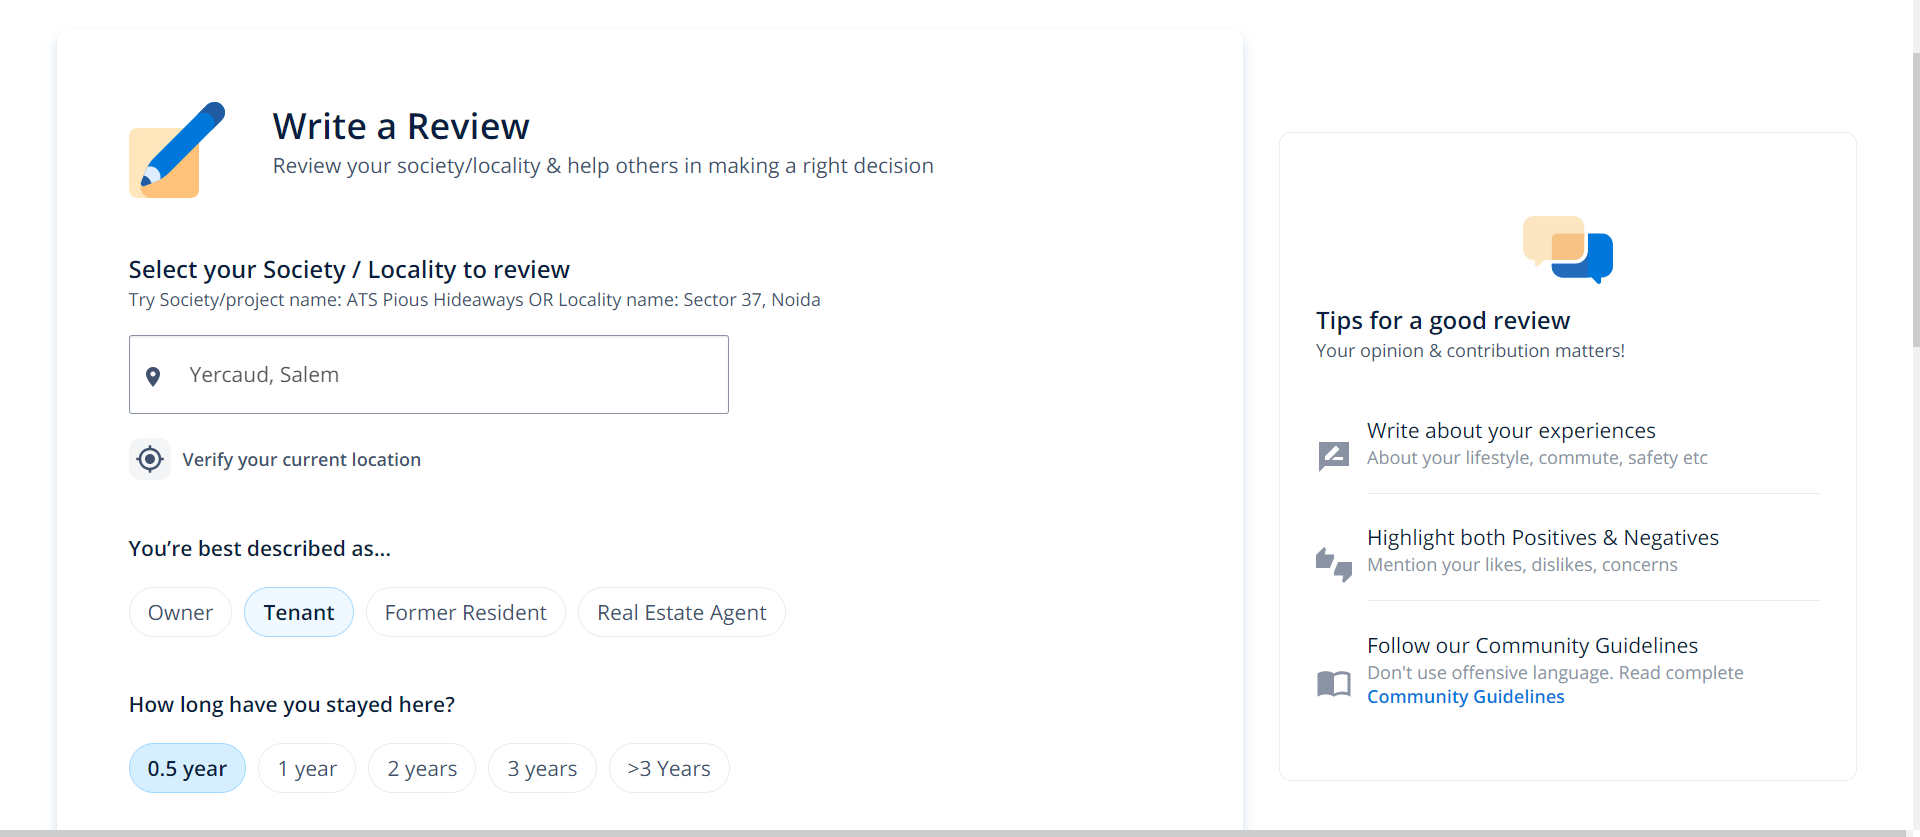 Write a Review
Review your society/locality & help others in making a right decision
Select your Society / Locality to review
Try Society/project name: ATS Pious Hideaways OR Locality name: Sector 37, Noida
Yercaud, Salem
Verify your current location
You’re best described as...
Owner Tenant Former Resident Real Estate Agent
How long have you stayed here?
0.5 year 1 year 2 years 3 years >3 Years
Tips for a good review
Your opinion & contribution matters!
Write about your experiences
About your lifestyle, commute, safety etc
Highlight both Positives & Negatives
Mention your likes, dislikes, concerns
Follow our Community Guidelines
Don't use offensive language. Read complete
Community Guidelines